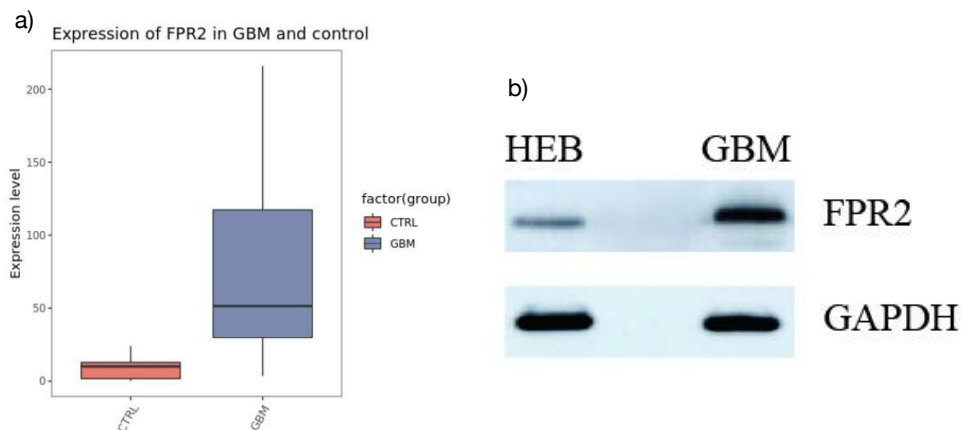 a)
Expression of FPR2 in GBM and control
200
150
100
50
0
Expression level
CTRL
GBM
factor(group)
CTRL
GBM
b)
HEB GBM
FPR2
GAPDH